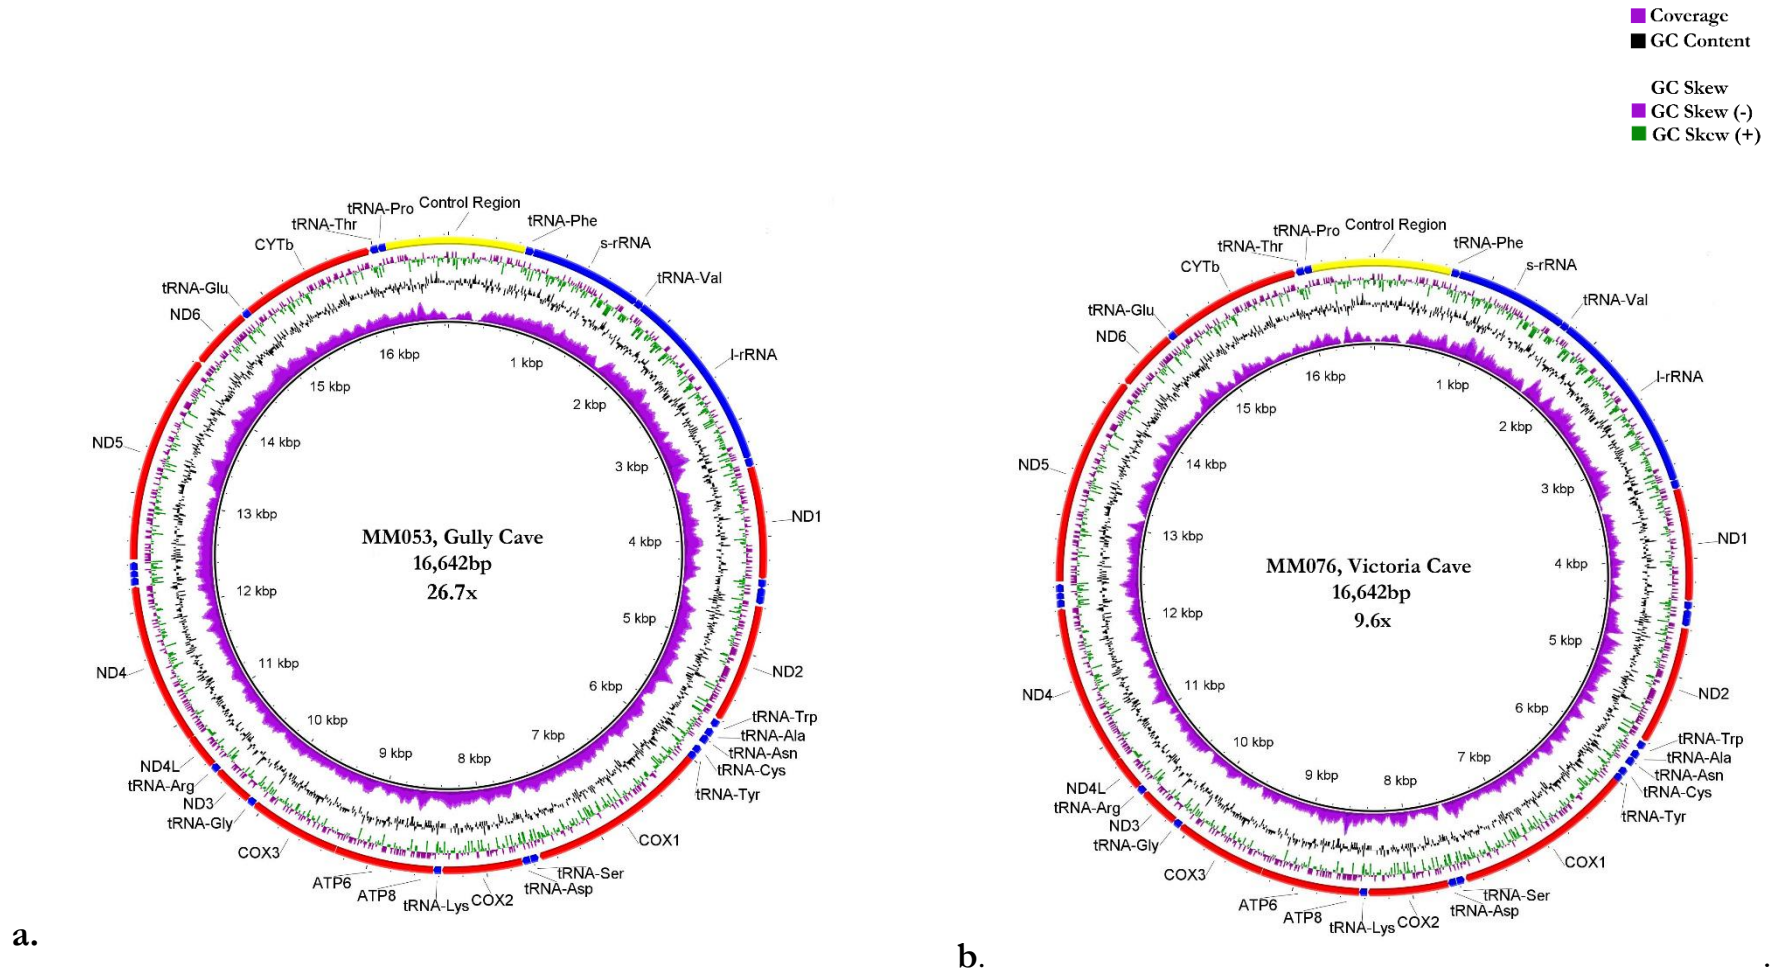 Coverage
GC Content
GC Skew
GC Skew (-)
GC Skew (+)
Control Region
tRNA-Pro
tRNA-Phe
tRNA-Thr
s-rRNA
CYTb
tRNA-Val
tRNA-Glu
ND6
l-rRNA
ND5
ND1
ND4
ND2
tRNA-Trp
tRNA-Ala
tRNA-Asn
tRNA-Cys
tRNA-Tyr
ND4L
tRNA-Arg
ND3
tRNA-Gly
COX3
COX1
ATP6
ATP8
tRNA-Lys
COX2
tRNA-Ser
tRNA-Asp
16 kbp
1 kbp
15 kbp
2 kbp
14 kbp
3 kbp
13 kbp
4 kbp
12 kbp
5 kbp
11 kbp
6 kbp
10 kbp
7 kbp
9 kbp
8 kbp
MM053, Gully Cave
16,642bp
26.7x
a.
Control Region
tRNA-Pro
tRNA-Phe
tRNA-Thr
s-rRNA
CYTb
tRNA-Val
tRNA-Glu
ND6
l-rRNA
ND5
ND1
ND4
ND2
tRNA-Trp
tRNA-Ala
tRNA-Asn
tRNA-Cys
tRNA-Tyr
ND4L
tRNA-Arg
ND3
tRNA-Gly
COX3
COX1
ATP6
ATP8
tRNA-Lys
COX2
tRNA-Ser
tRNA-Asp
16 kbp
1 kbp
15 kbp
2 kbp
14 kbp
3 kbp
13 kbp
4 kbp
12 kbp
5 kbp
11 kbp
6 kbp
10 kbp
7 kbp
9 kbp
8 kbp
MM076, Victoria Cave
16,642bp
9.6x
b.
.